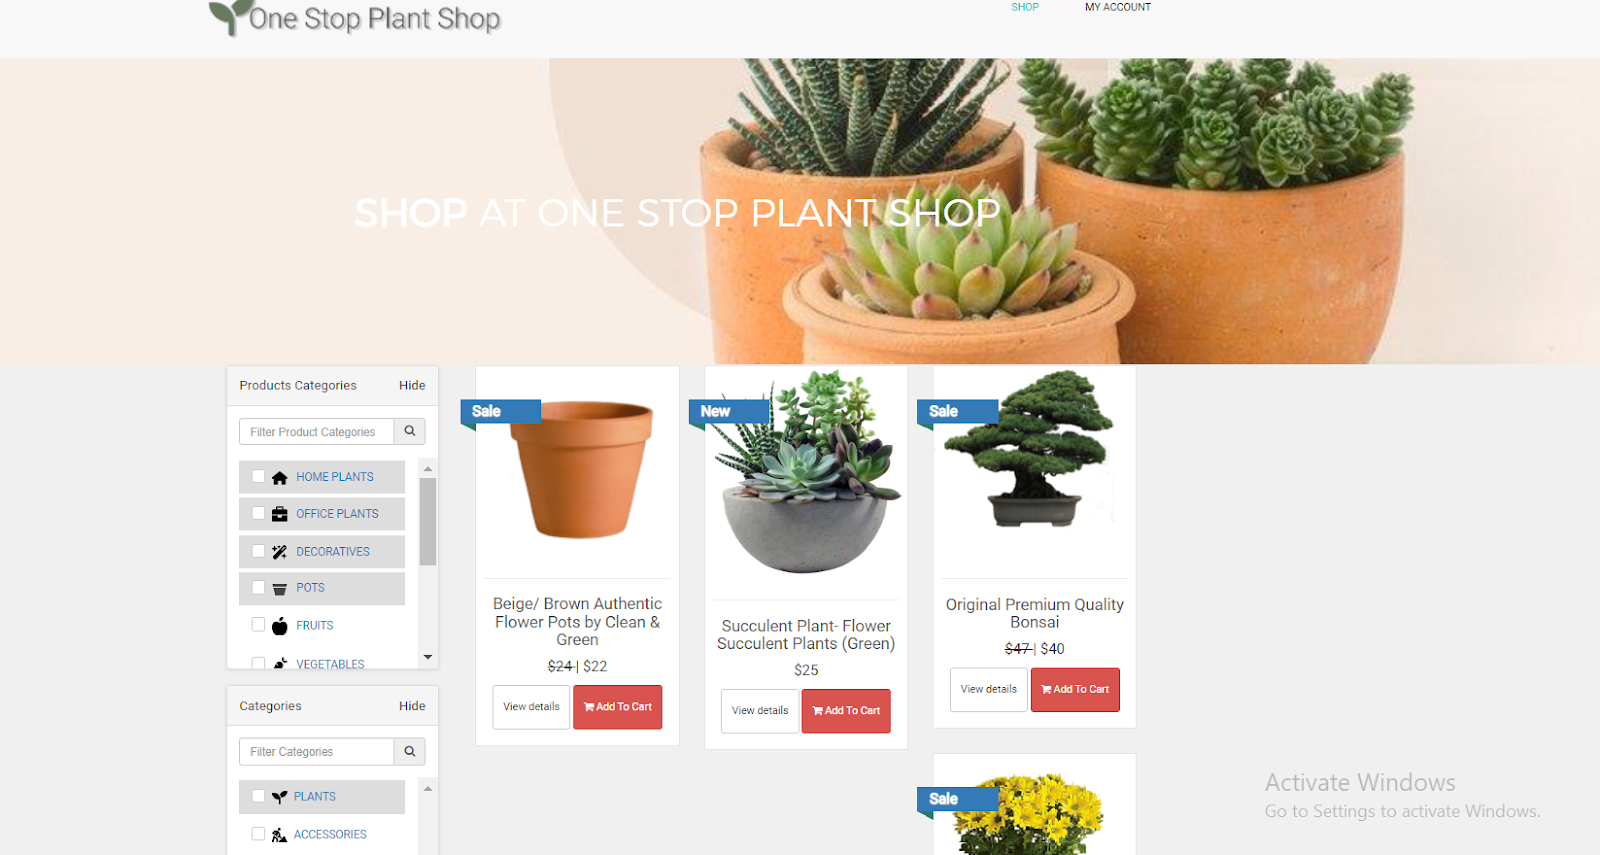 One Stop Plant Shop
SHOP
MY ACCOUNT
SHOP AT ONE STOP PLANT SHOP
Products Categories
Hide
Filter Product Categories
HOME PLANTS
OFFICE PLANTS
DECORATIVES
POTS
FRUITS
VEGETABLES
Categories
Hide
Filter Categories
PLANTS
ACCESSORIES
Sale
Beige/ Brown Authentic
Flower Pots by Clean &
Green
$24 | $22
View details
Add To Cart
New
Succulent Plant- Flower
Succulent Plants (Green)
$25
View details
Add To Cart
Sale
Original Premium Quality
Bonsai
$47 | $40
View details
Add To Cart
Sale
Activate Windows
Go to Settings to activate Windows.